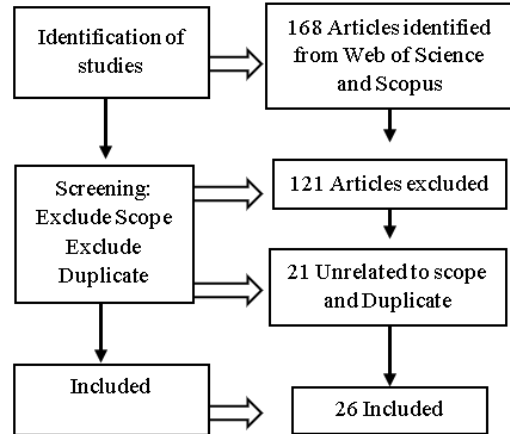 Identification of
studies
168 Articles identified
from Web of Science
and Scopus
Screening:
Exclude Scope
Exclude
Duplicate
121 Articles excluded
21 Unrelated to scope
and Duplicate
Included
26 Included